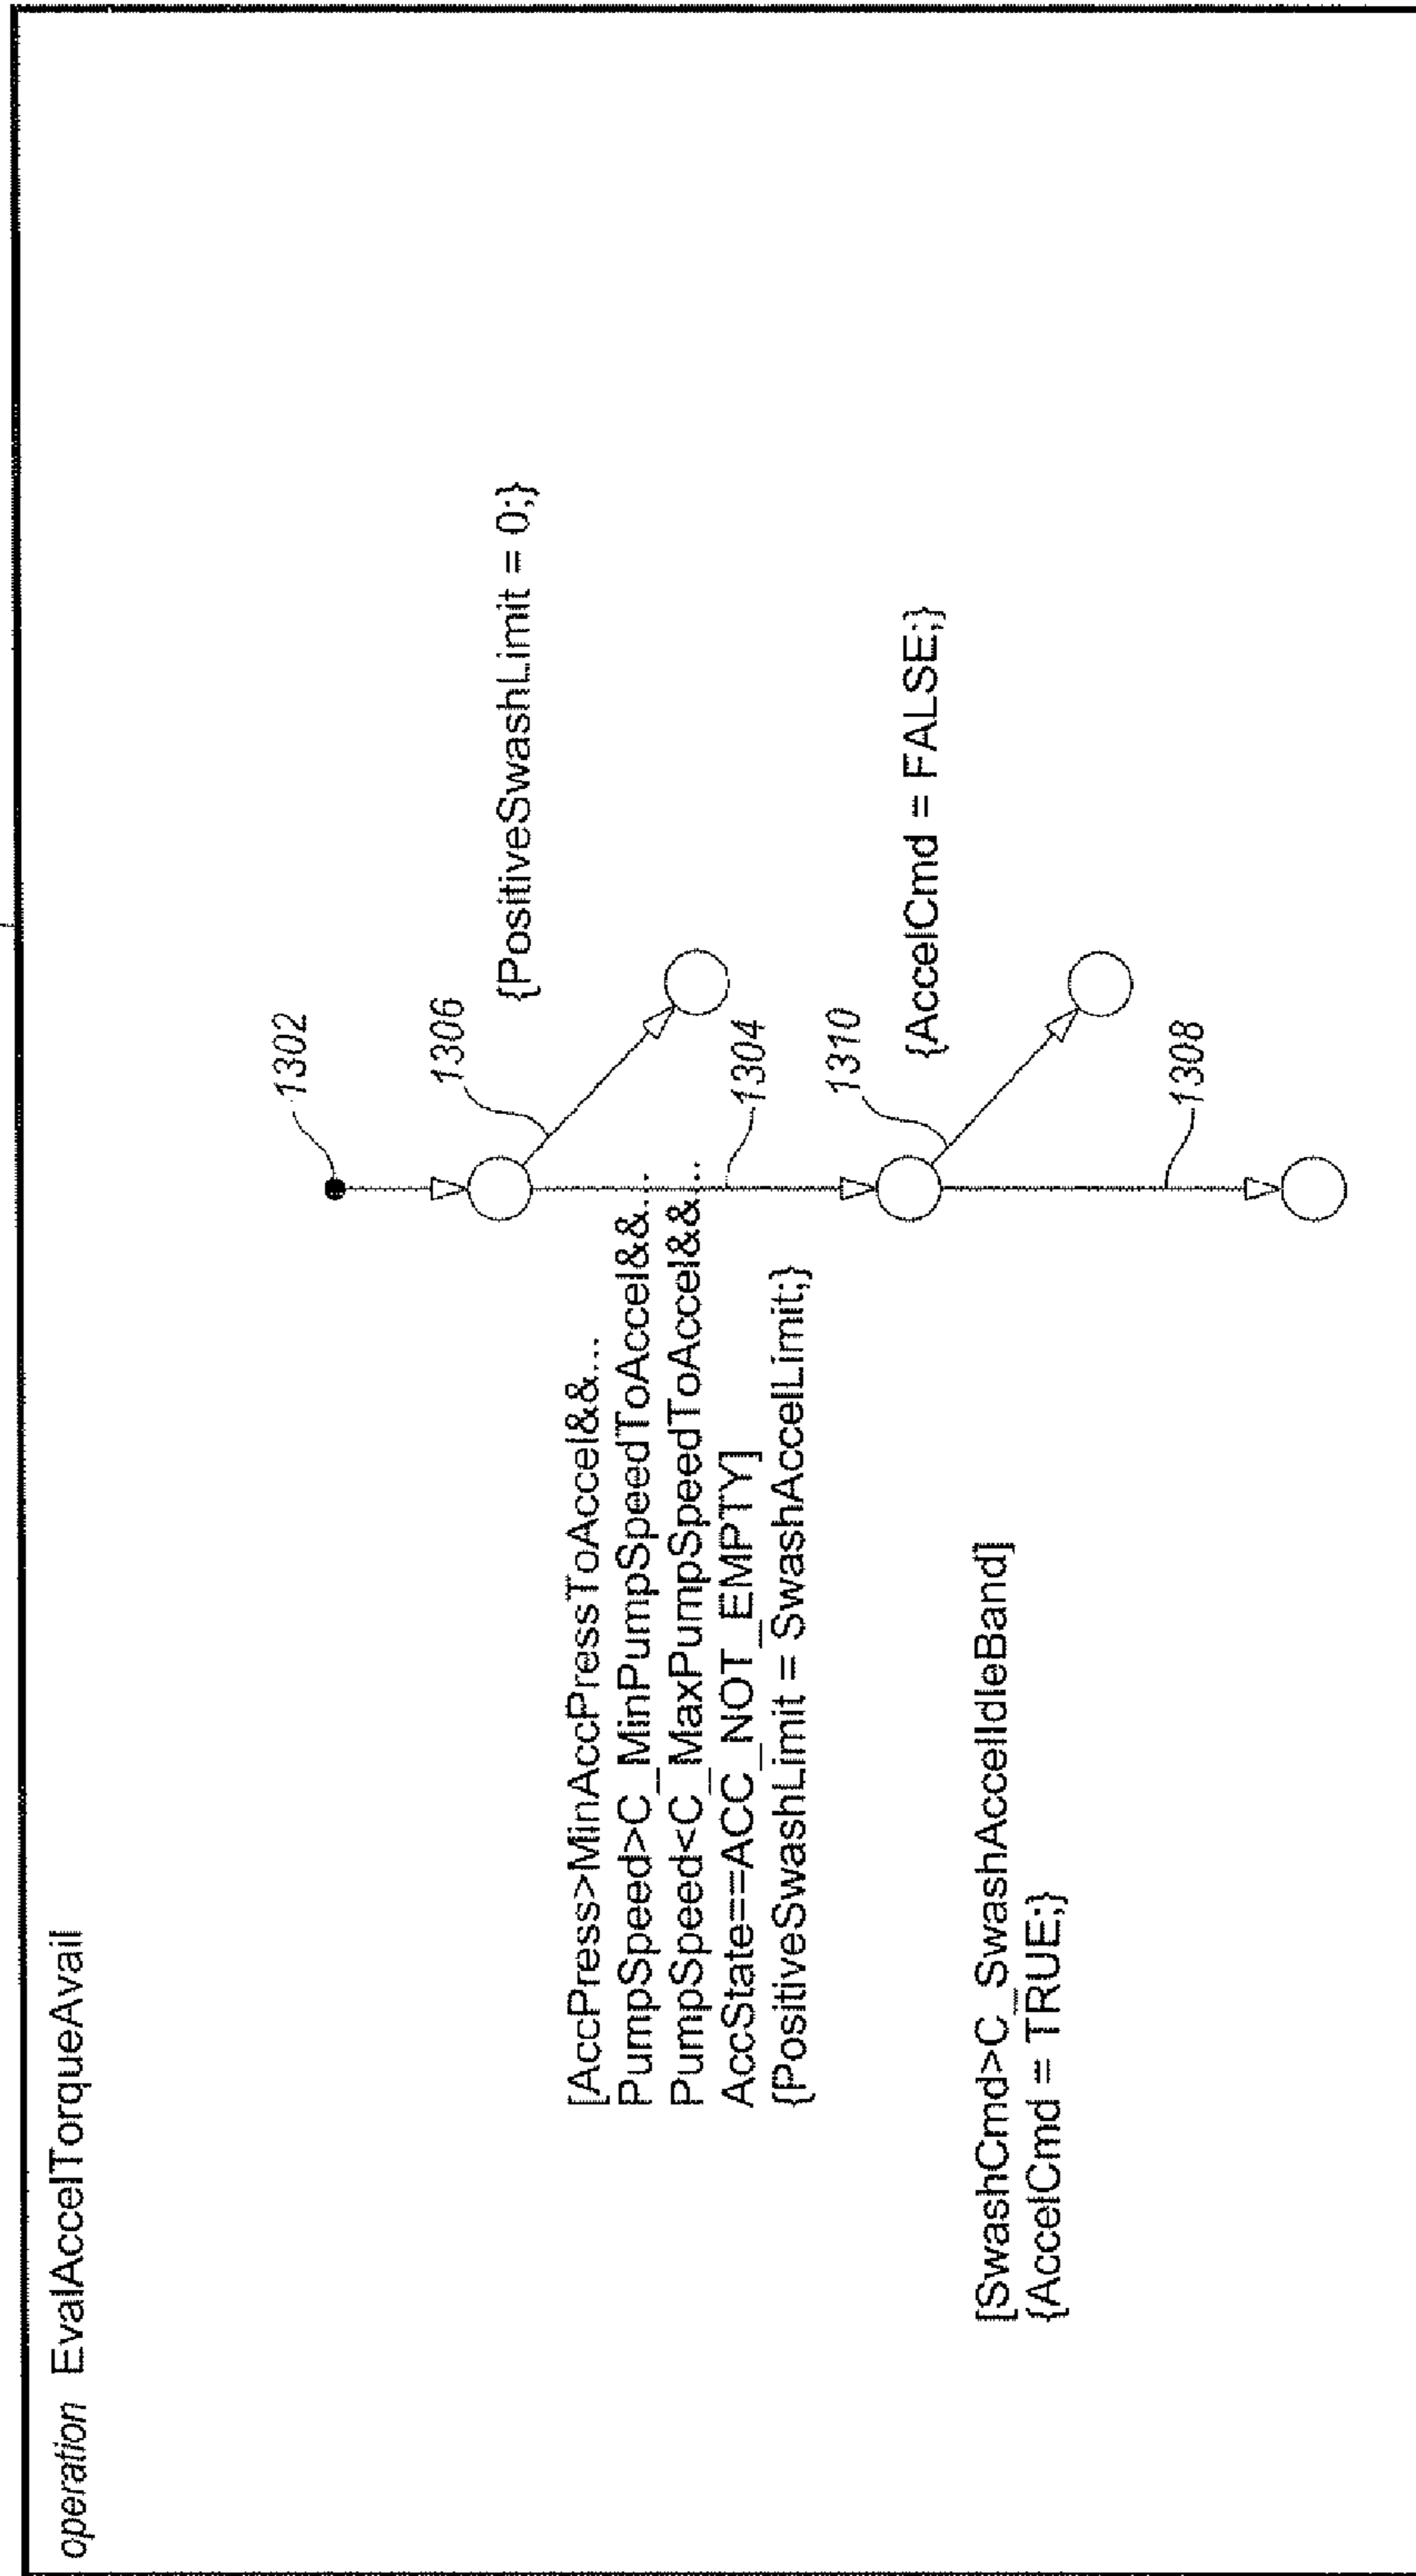 operation EvalAccelTorqueAvail
1302
1306
{PositiveSwashLimit = 0;}
[AccPress>MinAccPressToAccel&&...
PumpSpeed>C_MinPumpSpeedToAccel&&...
PumpSpeed<C_MaxPumpSpeedToAccel&&...
AccState==ACC_NOT_EMPTY]
{PositiveSwashLimit = SwashAccelLimit;}
1304
1310
{AccelCmd = FALSE;}
[SwashCmd>C_SwashAccelIdleBand]
{AccelCmd = TRUE;}
1308